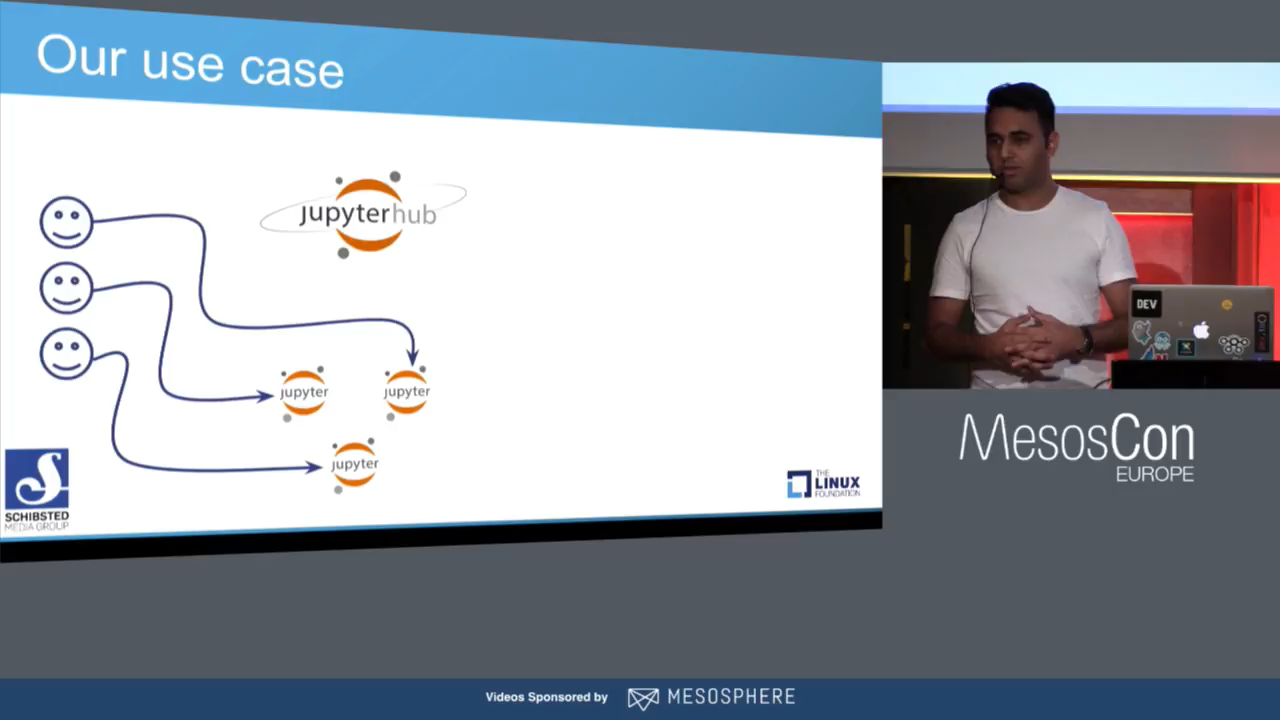 Our use case
jupyterhub
jupyter
jupyter
jupyter
SCHIBSTED
MEDIA GROUP
THE
LINUX
FOUNDATION
DEV
MesosCon
EUROPE
Videos Sponsored by
MESOSPHERE